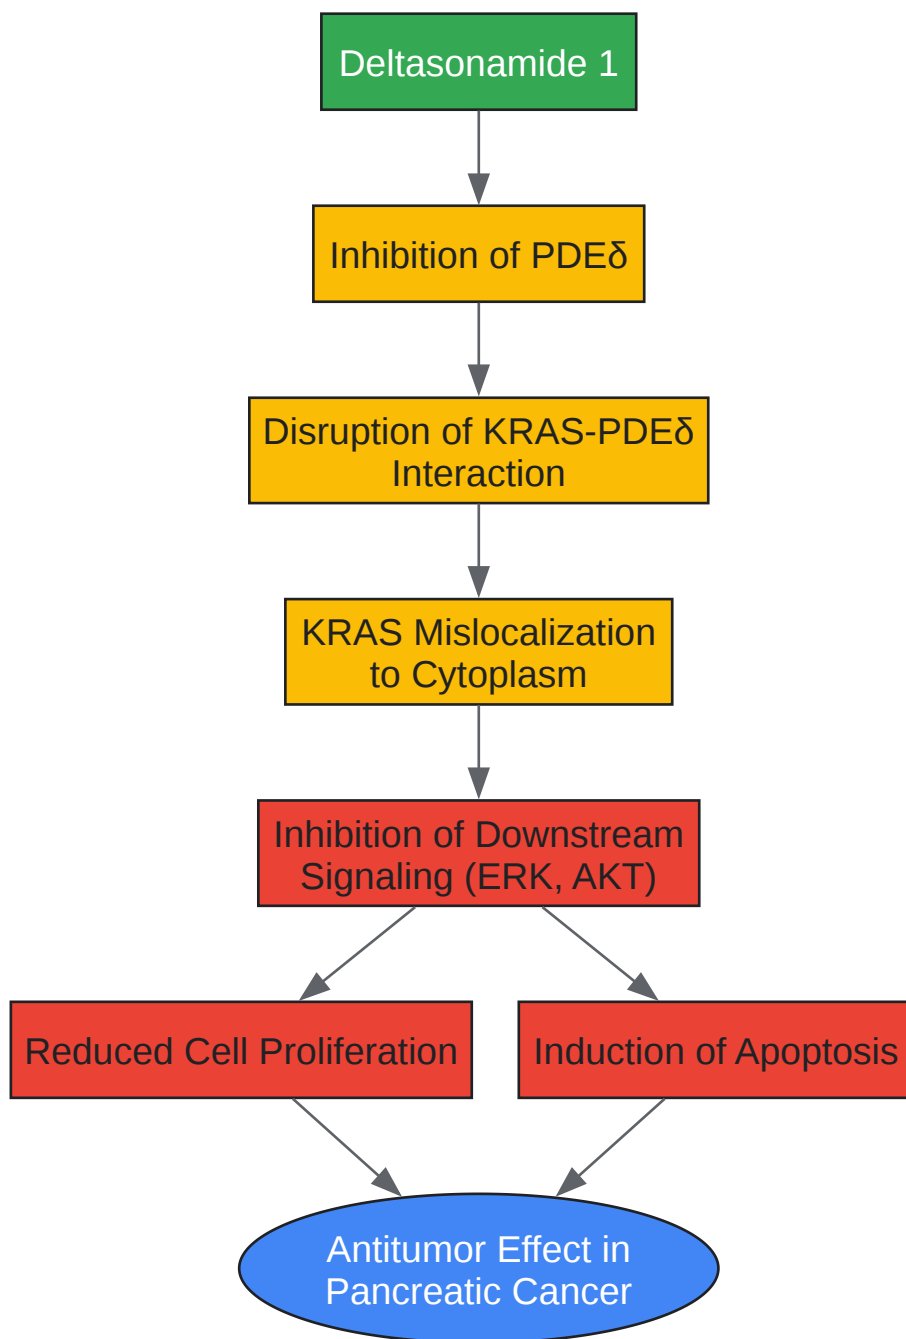 Deltasonamide 1
Inhibition of PDEδ
Disruption of KRAS-PDEδ
Interaction
KRAS Mislocalization
to Cytoplasm
Inhibition of Downstream
Signaling (ERK, AKT)
Reduced Cell Proliferation
Induction of Apoptosis
Antitumor Effect in
Pancreatic Cancer